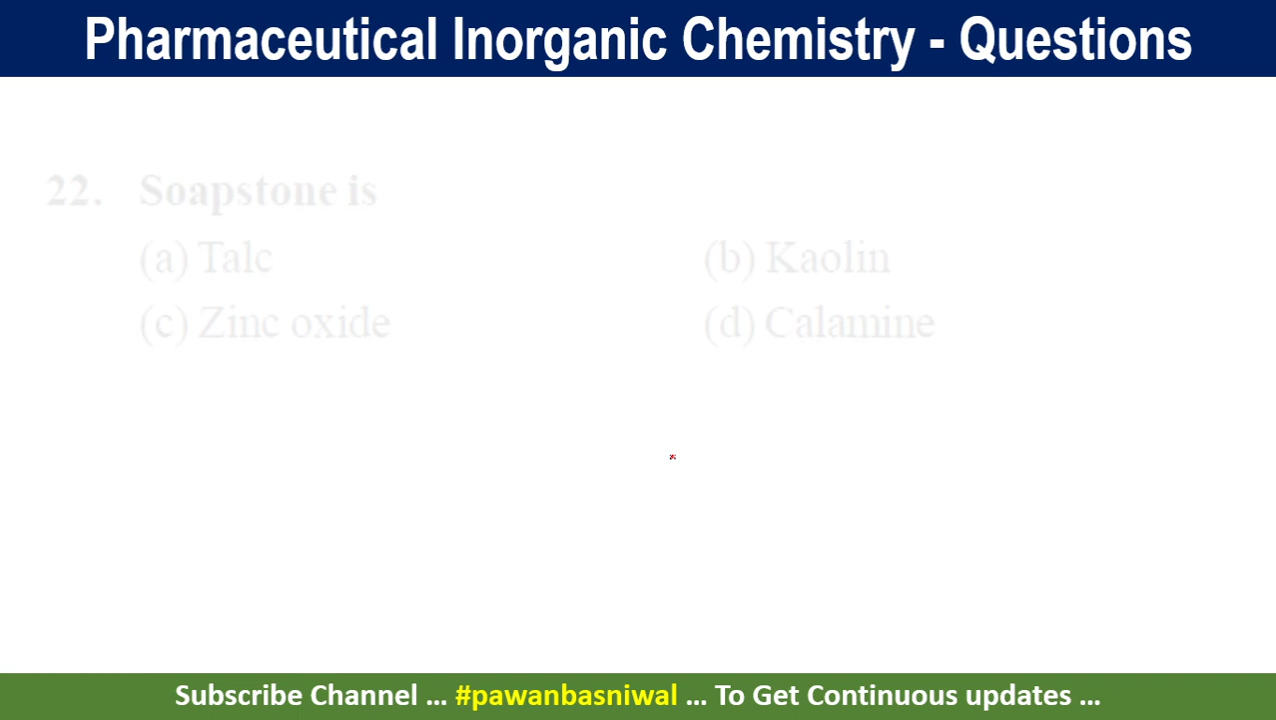 Pharmaceutical Inorganic Chemistry - Questions
22. Soapstone is
(a) Talc (b) Kaolin
(c) Zinc oxide (d) Calamine
Subscribe Channel ... #pawanbasniwal ... To Get Continuous updates ...